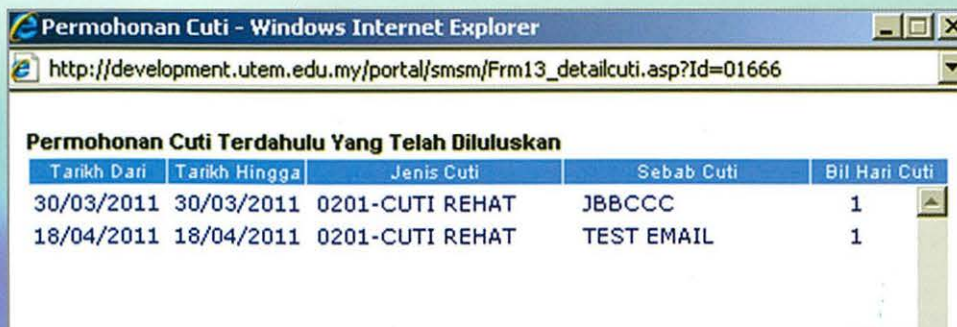 Permohonan Cuti - Windows Internet Explorer
http://development.utem.edu.my/portal/smsm/Frm13_detailcuti.asp?Id=01666
Permohonan Cuti Terdahulu Yang Telah Diluluskan
Tarikh Dari Tarikh Hingga Jenis Cuti Sebab Cuti Bil Hari Cuti
30/03/2011 30/03/2011 0201-CUTI REHAT JBBCCC 1
18/04/2011 18/04/2011 0201-CUTI REHAT TEST EMAIL 1